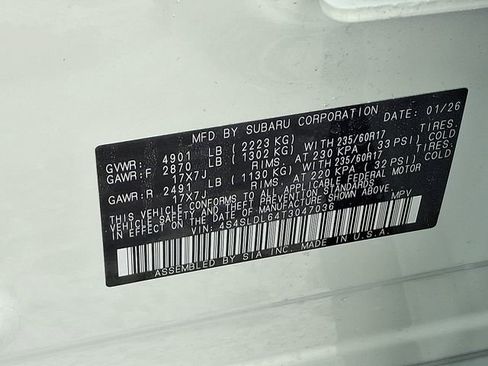 MFD BY SUBARU CORPORATION DATE: 01/26
GVWR: 4901 LB (2223 KG)
GAWR:F 2870 LB (1302 KG) WITH 235/60R17 TIRES,
17X7J RIMS, AT 230 KPA (33 PSI) COLD
GAWR:R 2491 LB (1130 KG) WITH 235/60R17 TIRES,
17X7J RIMS, AT 220 KPA (32 PSI) COLD
THIS VEHICLE CONFORMS TO ALL APPLICABLE FEDERAL MOTOR
VEHICLE SAFETY AND THEFT PREVENTION STANDARDS
IN EFFECT ON THE DATE OF MANUFACTURE SHOWN ABOVE.
VIN: 4S4SLDL64T3047036 MPV
ASSEMBLED BY SIA INC. MADE IN USA